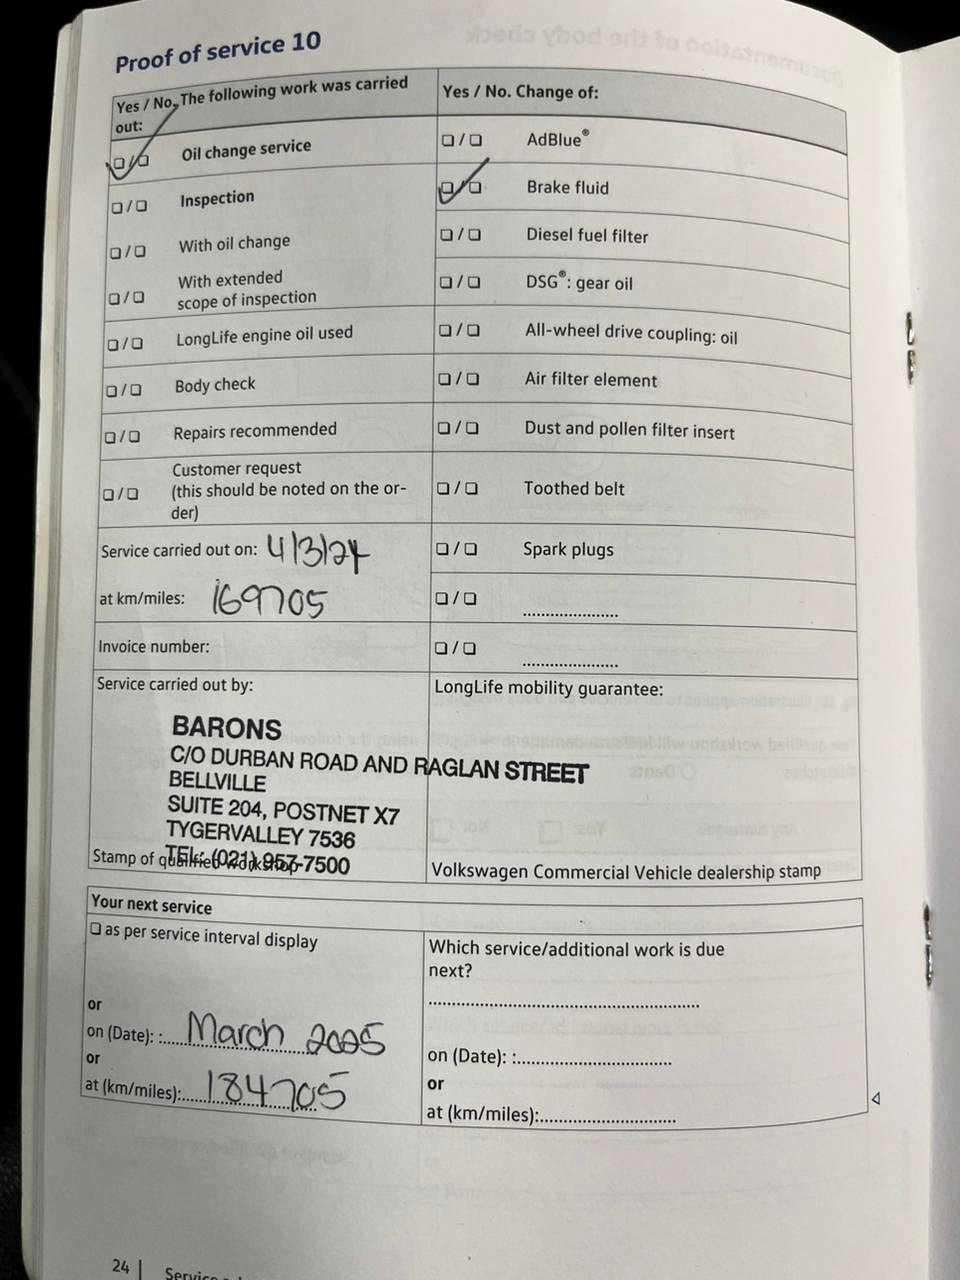 Proof of service 10
Yes / No. The following work was carried
out:
☐ / ☐ Oil change service
☐ / ☐ Inspection
☐ / ☐ With oil change
☐ / ☐ With extended
scope of inspection
☐ / ☐ LongLife engine oil used
☐ / ☐ Body check
☐ / ☐ Repairs recommended
Customer request
☐ / ☐ (this should be noted on the or-
der)
Service carried out on: 4/3/24
at km/miles: 169705
Invoice number:
Service carried out by:
BARONS
C/O DURBAN ROAD AND RAGLAN STREET
BELLVILLE
SUITE 204, POSTNET X7
TYGERVALLEY 7536
TEL: (021) 957-7500
Stamp of qualified workshop
Yes / No. Change of:
☐ / ☐ AdBlue®
☐ / ☐ Brake fluid
☐ / ☐ Diesel fuel filter
☐ / ☐ DSG®: gear oil
☐ / ☐ All-wheel drive coupling: oil
☐ / ☐ Air filter element
☐ / ☐ Dust and pollen filter insert
☐ / ☐ Toothed belt
☐ / ☐ Spark plugs
☐ / ☐ ....................
☐ / ☐ ....................
LongLife mobility guarantee:
Volkswagen Commercial Vehicle dealership stamp
Your next service
☐ as per service interval display
or
on (Date): : March 2025
or
at (km/miles): 184705
Which service/additional work is due
next?
............................................................
on (Date): :..................................
or
at (km/miles):..............................
24